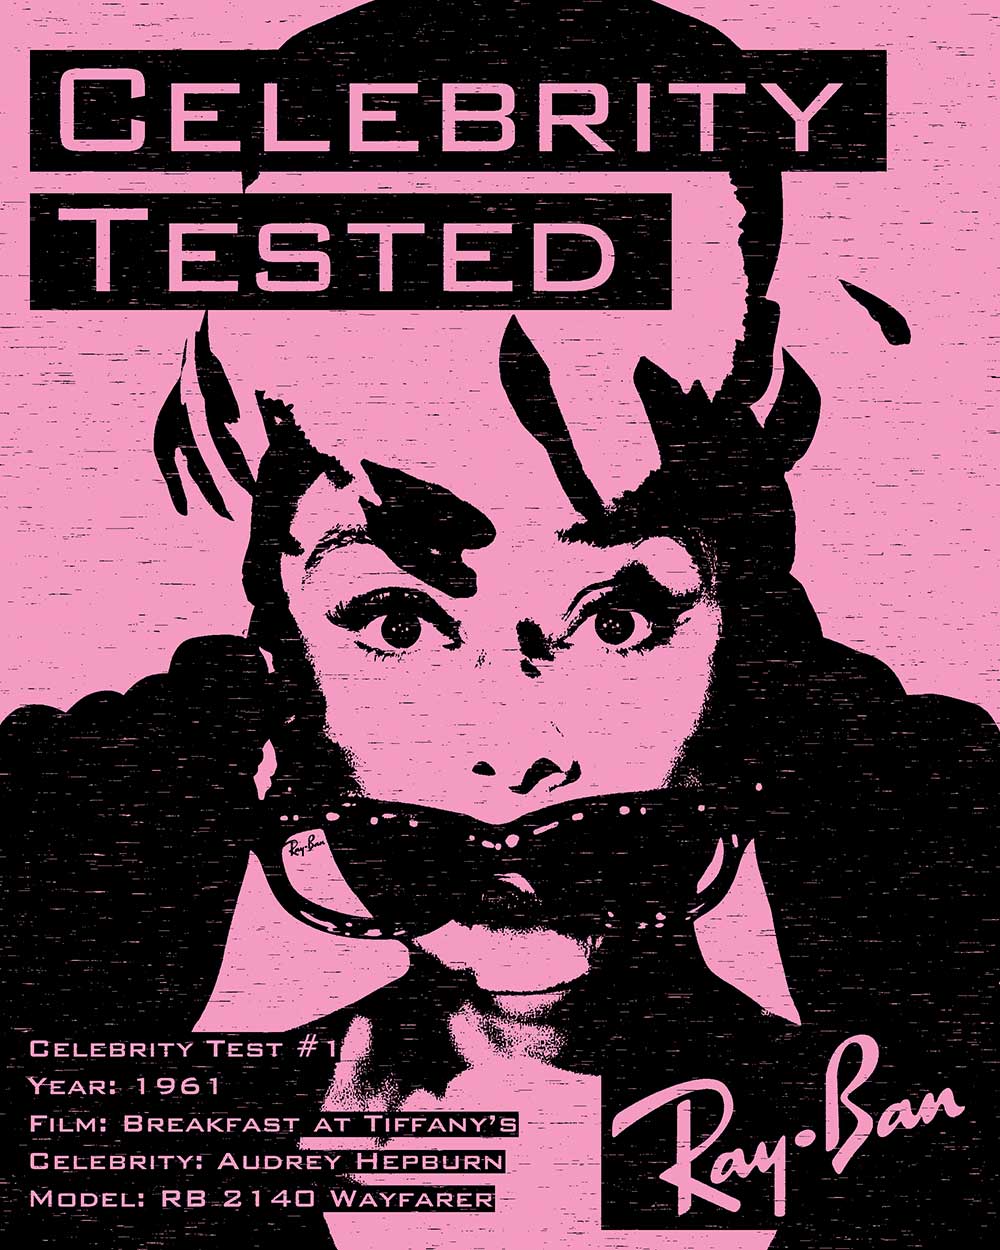 Celebrity
Tested
Ray-Ban
Celebrity Test #1
Year: 1961
Film: Breakfast at Tiffany's
Celebrity: Audrey Hepburn
Model: RB 2140 Wayfarer
Ray-Ban